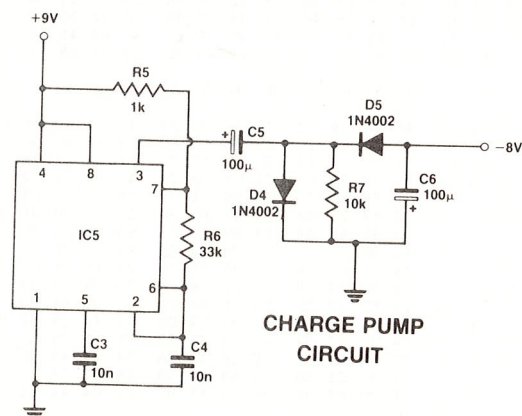 +9V
R5
1k
D5
1N4002
-8V
+
C5
100μ
4
8
3
7
D4
1N4002
R7
10k
C6
100μ
+
IC5
R6
33k
6
1
5
2
C3
10n
C4
10n
CHARGE PUMP
CIRCUIT